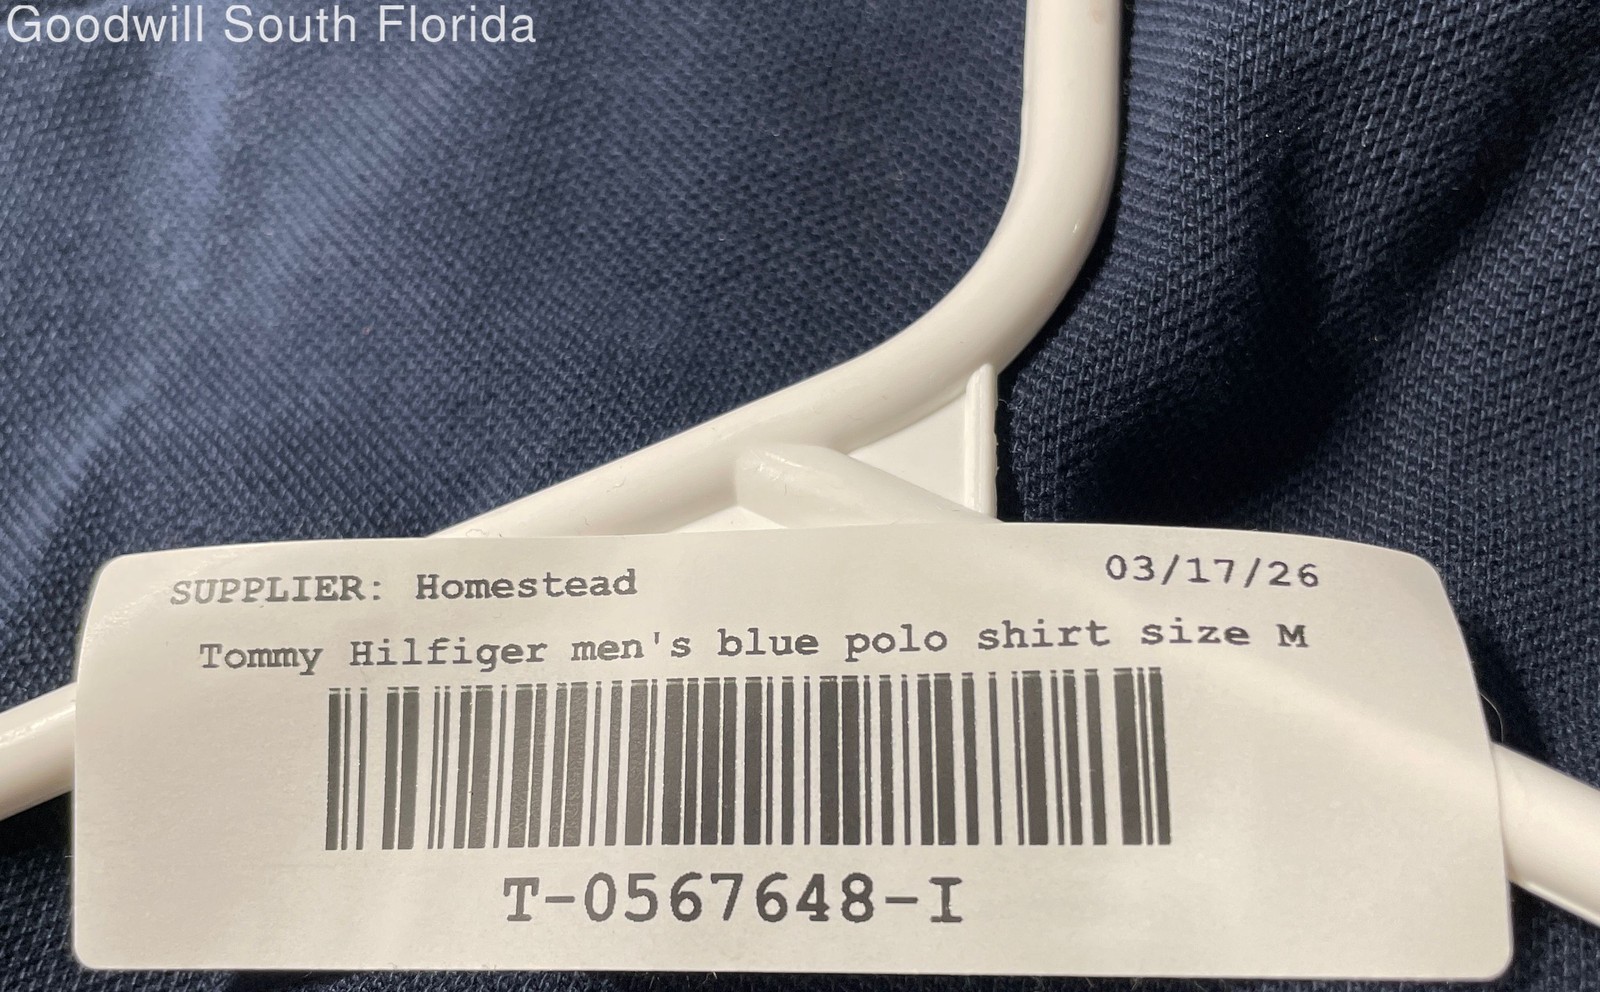 Goodwill South Florida
SUPPLIER: Homestead
03/17/26
Tommy Hilfiger men's blue polo shirt size M
T-0567648-I